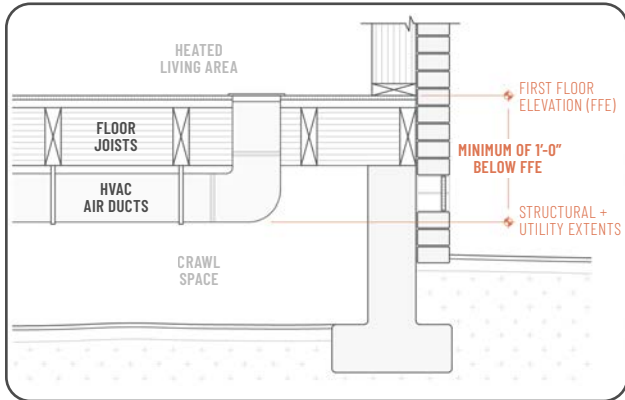 HEATED
LIVING AREA
FIRST FLOOR
ELEVATION (FFE)
FLOOR
JOISTS
MINIMUM OF 1'-0"
BELOW FFE
HVAC
AIR DUCTS
STRUCTURAL +
UTILITY EXTENTS
CRAWL
SPACE